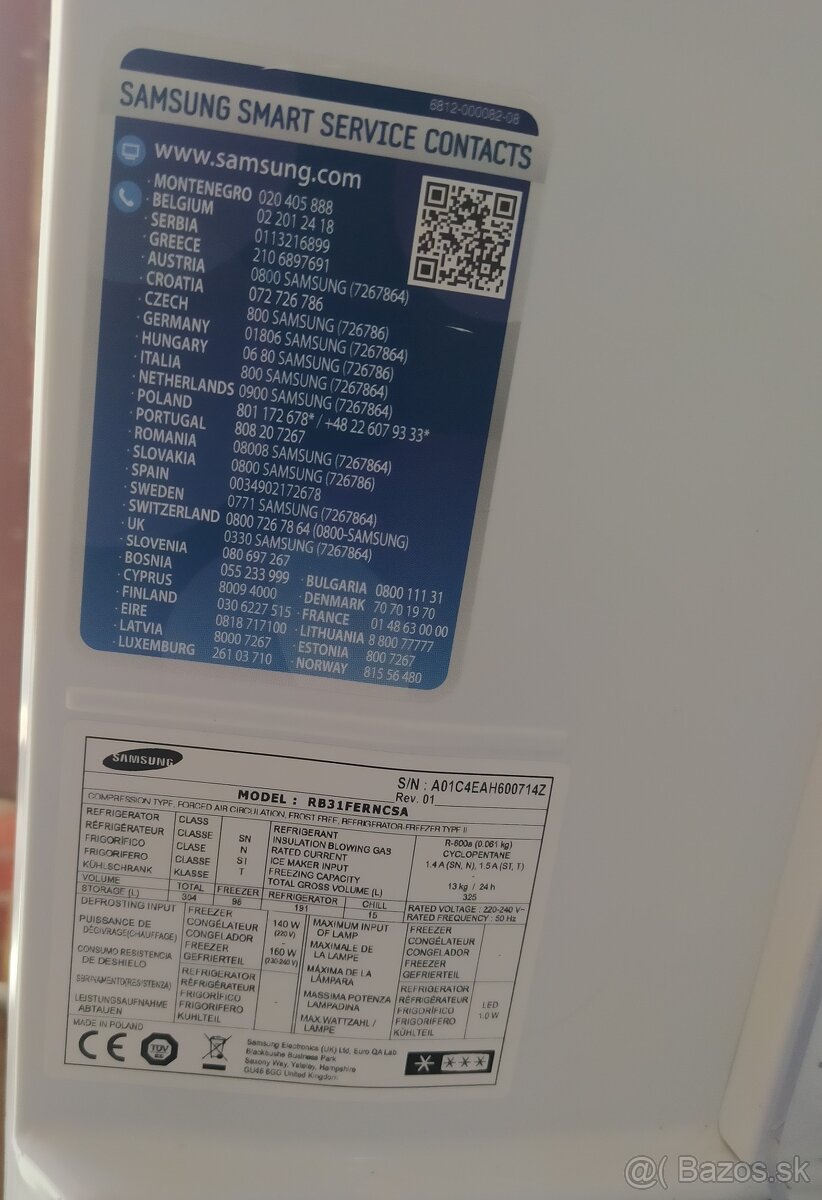 6812-000082-08
SAMSUNG SMART SERVICE CONTACTS
www.samsung.com
· MONTENEGRO 020 405 888
· BELGIUM 02 201 24 18
· SERBIA 0113216899
· GREECE 210 6897691
· AUSTRIA 0800 SAMSUNG (7267864)
· CROATIA 072 726 786
· CZECH 800 SAMSUNG (726786)
· GERMANY 01806 SAMSUNG (7267864)
· HUNGARY 06 80 SAMSUNG (726786)
· ITALIA 800 SAMSUNG (7267864)
· NETHERLANDS 0900 SAMSUNG (7267864)
· POLAND 801 172 678* / +48 22 607 93 33*
· PORTUGAL 808 20 7267
· ROMANIA 08008 SAMSUNG (7267864)
· SLOVAKIA 0800 SAMSUNG (726786)
· SPAIN 0034902172678
· SWEDEN 0771 SAMSUNG (7267864)
· SWITZERLAND 0800 726 78 64 (0800-SAMSUNG)
· UK 0330 SAMSUNG (7267864)
· SLOVENIA 080 697 267
· BOSNIA 055 233 999
· CYPRUS 8009 4000
· FINLAND 030 6227 515
· EIRE 0818 717100
· LATVIA 8000 7267
· LUXEMBURG 261 03 710
· BULGARIA 0800 111 31
· DENMARK 70 70 19 70
· FRANCE 01 48 63 00 00
· LITHUANIA 8 800 77777
· ESTONIA 800 7267
· NORWAY 815 56 480
SAMSUNG
S/N : A01C4EAH600714Z
MODEL : RB31FERNCSA Rev. 01
COMPRESSION TYPE, FORCED AIR CIRCULATION, FROST FREE, REFRIGERATOR-FREEZER TYPE II
REFRIGERATOR CLASS
RÉFRIGÉRATEUR CLASSE SN
FRIGORÍFICO CLASE N
FRIGORIFERO CLASSE ST
KÜHLSCHRANK KLASSE T
REFRIGERANT R-600a (0.061 kg)
INSULATION BLOWING GAS CYCLOPENTANE
RATED CURRENT 1.4 A (SN, N), 1.5 A (ST, T)
ICE MAKER INPUT -
FREEZING CAPACITY 13 kg / 24 h
TOTAL GROSS VOLUME (L) 325
VOLUME TOTAL FREEZER REFRIGERATOR CHILL
STORAGE (L) 304 98 191 15
RATED VOLTAGE : 220-240 V~
RATED FREQUENCY : 50 Hz
DEFROSTING INPUT
PUISSANCE DE
DÉGIVRAGE(CHAUFFAGE)
CONSUMO RESISTENCIA
DE DESHIELO
SBRINAMENTO(RESISTENZA)
LEISTUNGSAUFNAHME
ABTAUEN
FREEZER
CONGÉLATEUR
CONGELADOR
FREEZER
GEFRIERTEIL
140 W
(220 V)
-
160 W
(230-240 V)
REFRIGERATOR
RÉFRIGÉRATEUR
FRIGORÍFICO
FRIGORIFERO
KÜHLTEIL
-
MAXIMUM INPUT
OF LAMP
MAXIMALE DE
LA LAMPE
MÁXIMA DE LA
LÁMPARA
MASSIMA POTENZA
LAMPADINA
MAX.WATTZAHL /
LAMPE
FREEZER
CONGÉLATEUR
CONGELADOR
FREEZER
GEFRIERTEIL
-
REFRIGERATOR
RÉFRIGÉRATEUR
FRIGORÍFICO
FRIGORIFERO
KÜHLTEIL
LED
1.0 W
MADE IN POLAND
CE
TÜV
Samsung Electronics (UK) Ltd, Euro QA Lab
Blackbushe Business Park
Saxony Way, Yateley, Hampshire
GU46 6GG United Kingdom
@( Bazos.sk